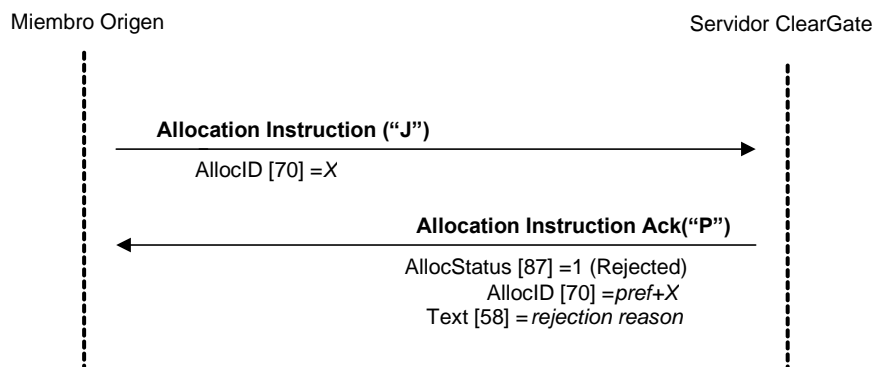 Miembro Origen
Servidor ClearGate
Allocation Instruction (“J”)
AllocID [70] =X
Allocation Instruction Ack(“P”)
AllocStatus [87] =1 (Rejected)
AllocID [70] =pref+X
Text [58] = rejection reason